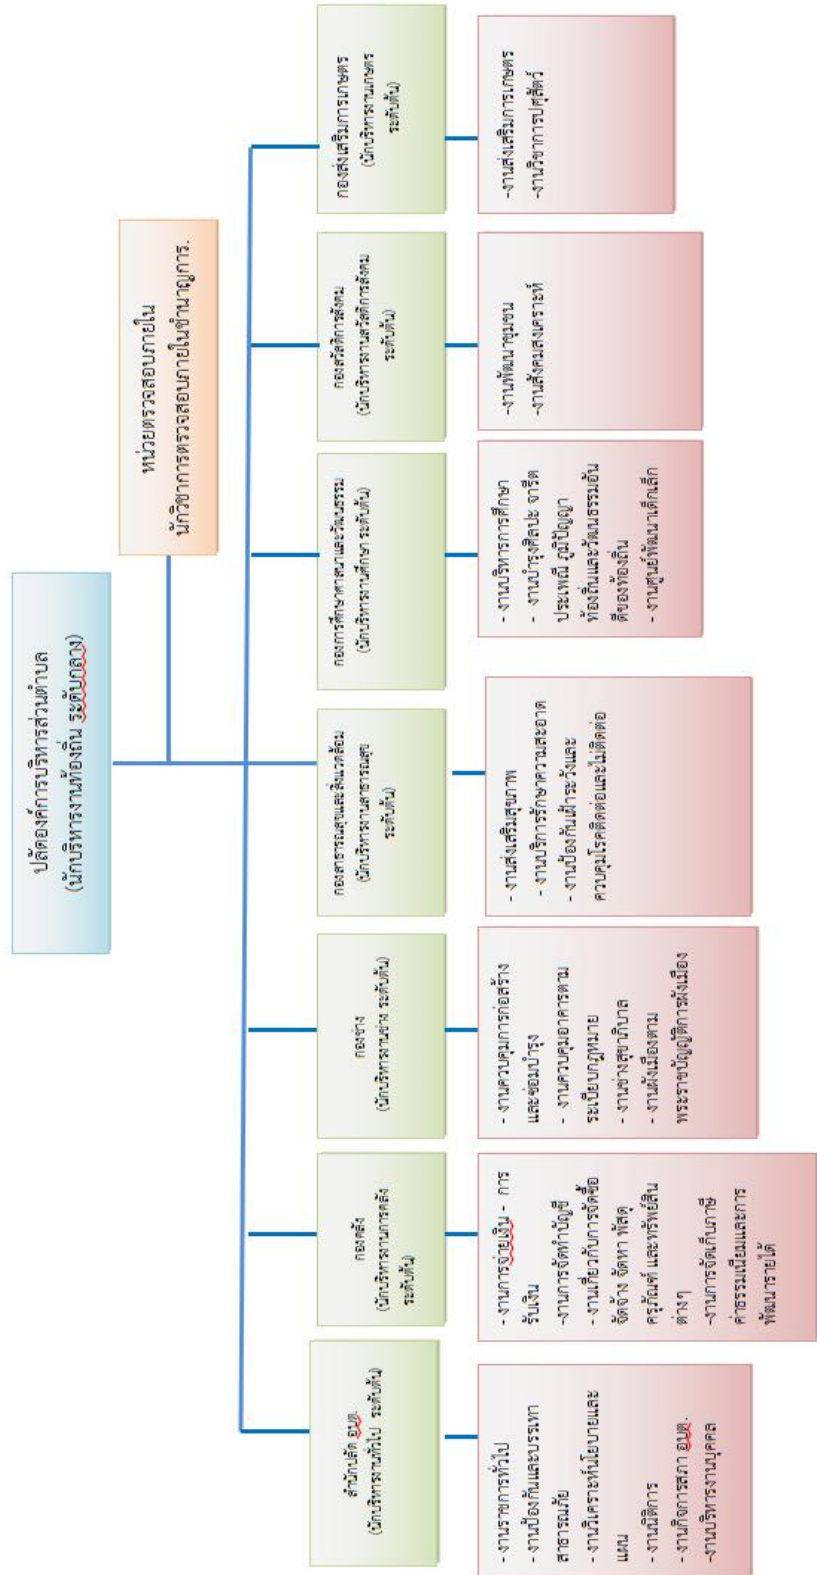 ปลัดองค์การบริหารส่วนตำบล
(นักบริหารงานท้องถิ่น ระดับกลาง)
หน่วยตรวจสอบภายใน
นักวิชาการตรวจสอบภายในชำนาญการ.
สำนักปลัด อบต.
(นักบริหารงานทั่วไป ระดับต้น)
กองคลัง
(นักบริหารงานการคลัง
ระดับต้น)
กองช่าง
(นักบริหารงานช่าง ระดับต้น)
กองสาธารณสุขและสิ่งแวดล้อม
(นักบริหารงานสาธารณสุข
ระดับต้น)
กองการศึกษาศาสนาและวัฒนธรรม
(นักบริหารงานศึกษา ระดับต้น)
กองสวัสดิการสังคม
(นักบริหารงานสวัสดิการสังคม
ระดับต้น)
กองส่งเสริมการเกษตร
(นักบริหารงานเกษตร
ระดับต้น)
- งานราชการทั่วไป
- งานป้องกันและบรรเทา
สาธารณภัย
- งานวิเคราะห์นโยบายและ
แผน
- งานนิติการ
- งานกิจการสภา อบต.
-งานบริหารงานบุคคล
- งานการจ่ายเงิน - การ
รับเงิน
-งานการจัดทำบัญชี
- งานเกี่ยวกับการจัดซื้อ
จัดจ้าง จัดหา พัสดุ
ครุภัณฑ์ และทรัพย์สิน
ต่างๆ
-งานการจัดเก็บภาษี
ค่าธรรมเนียมและการ
พัฒนารายได้
- งานควบคุมการก่อสร้าง
และซ่อมบำรุง
- งานควบคุมอาคารตาม
ระเบียบกฎหมาย
- งานช่างสุขาภิบาล
- งานผังเมืองตาม
พระราชบัญญัติการผังเมือง
- งานส่งเสริมสุขภาพ
- งานบริการรักษาความสะอาด
- งานป้องกันเฝ้าระวังและ
ควบคุมโรคติดต่อและไม่ติดต่อ
- งานบริหารการศึกษา
- งานบำรุงศิลปะ จารีต
ประเพณี ภูมิปัญญา
ท้องถิ่นและวัฒนธรรมอัน
ดีของท้องถิ่น
- งานศูนย์พัฒนาเด็กเล็ก
-งานพัฒนาชุมชน
-งานสังคมสงเคราะห์
-งานส่งเสริมการเกษตร
-งานวิชาการปศุสัตว์